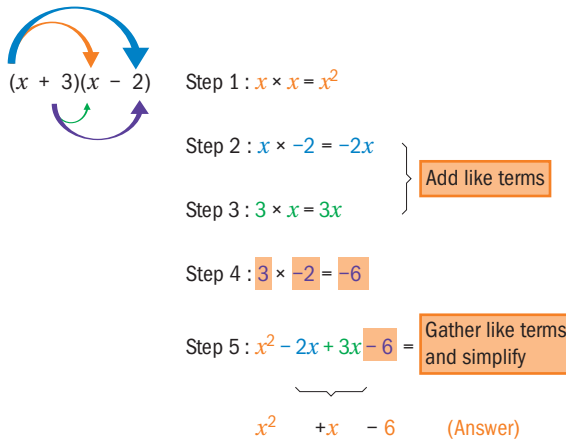 (x + 3)(x − 2)
Step 1 : x × x = x²
Step 2 : x × −2 = −2x
Add like terms
Step 3 : 3 × x = 3x
Step 4 : 3 × −2 = −6
Step 5 : x² − 2x + 3x − 6 =
Gather like terms
and simplify
x² +x − 6 (Answer)